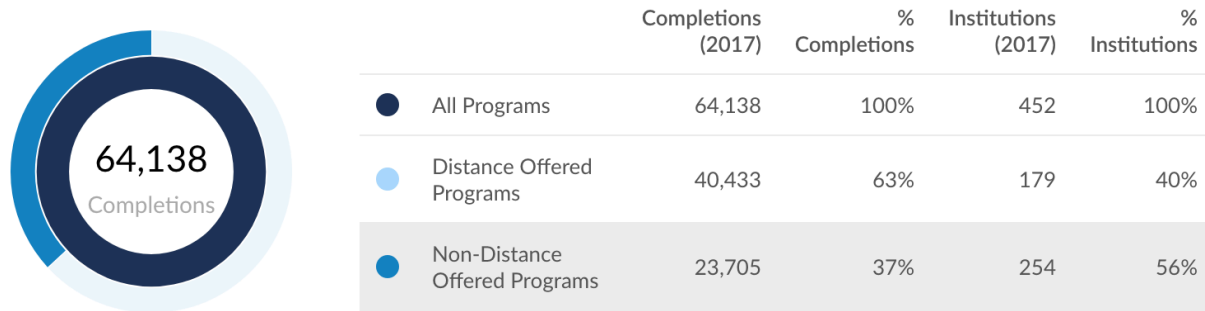 64,138
Completions
Completions (2017) % Completions Institutions (2017) % Institutions
All Programs 64,138 100% 452 100%
Distance Offered Programs 40,433 63% 179 40%
Non-Distance Offered Programs 23,705 37% 254 56%